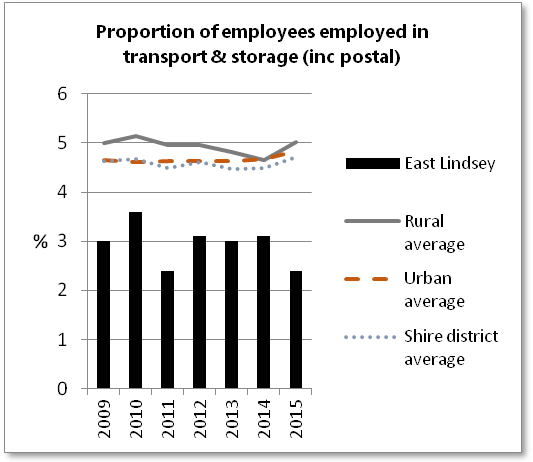 Proportion of employees employed in
transport & storage (inc postal)
6
5
4
3
2
1
0
%
2009
2010
2011
2012
2013
2014
2015
East Lindsey
Rural
average
Urban
average
Shire district
average